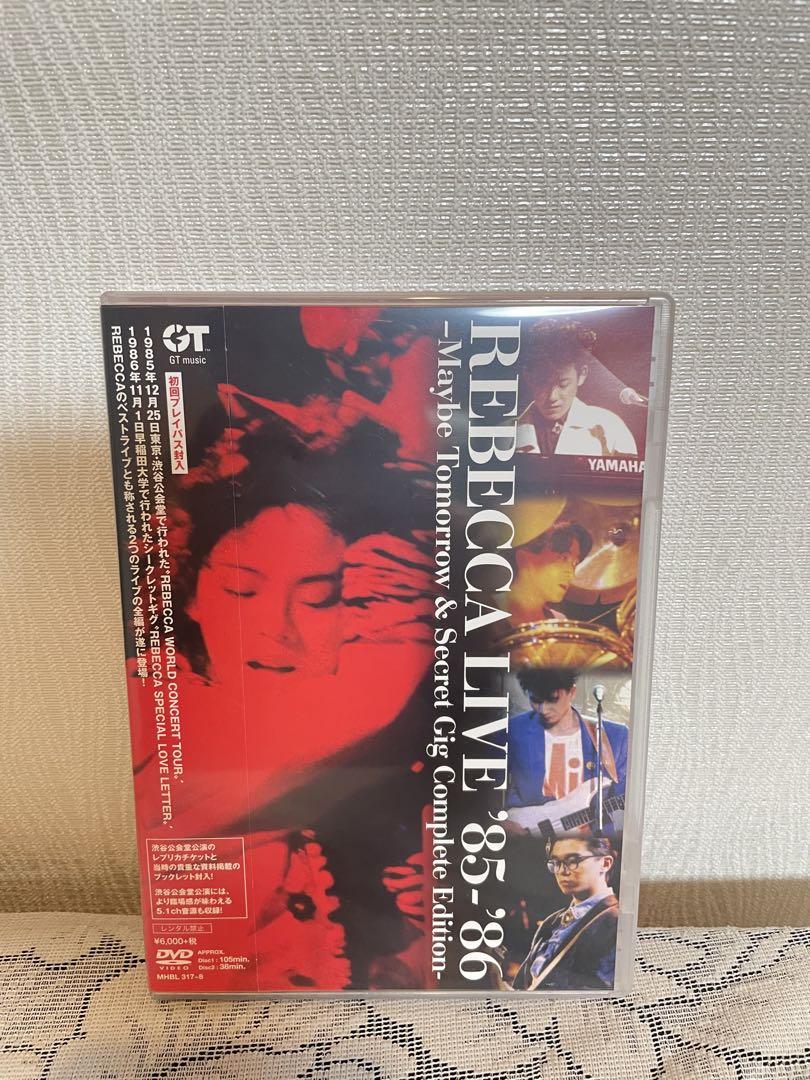 GT
GT music
初回プレイパス封入
1985年12月25日東京・渋谷公会堂で行われた“REBECCA WORLD CONCERT TOUR.”、
1986年11月1日早稲田大学で行われたシークレットギグ“REBECCA SPECIAL LOVE LETTER.”、
REBECCAのベストライブとも称される2つのライブの全編が遂に登場！
渋谷公会堂公演の
レプリカチケットと
当時の貴重な資料掲載の
ブックレット封入！
渋谷公会堂公演には、
より臨場感が味わえる
5.1ch音源も収録！
レンタル禁止
¥6,000+税
DVD
VIDEO
APPROX.
Disc1：105min.
Disc2：38min.
MHBL 317-8
REBECCA LIVE '85-'86
-Maybe Tomorrow & Secret Gig Complete Edition-
YAMAHA